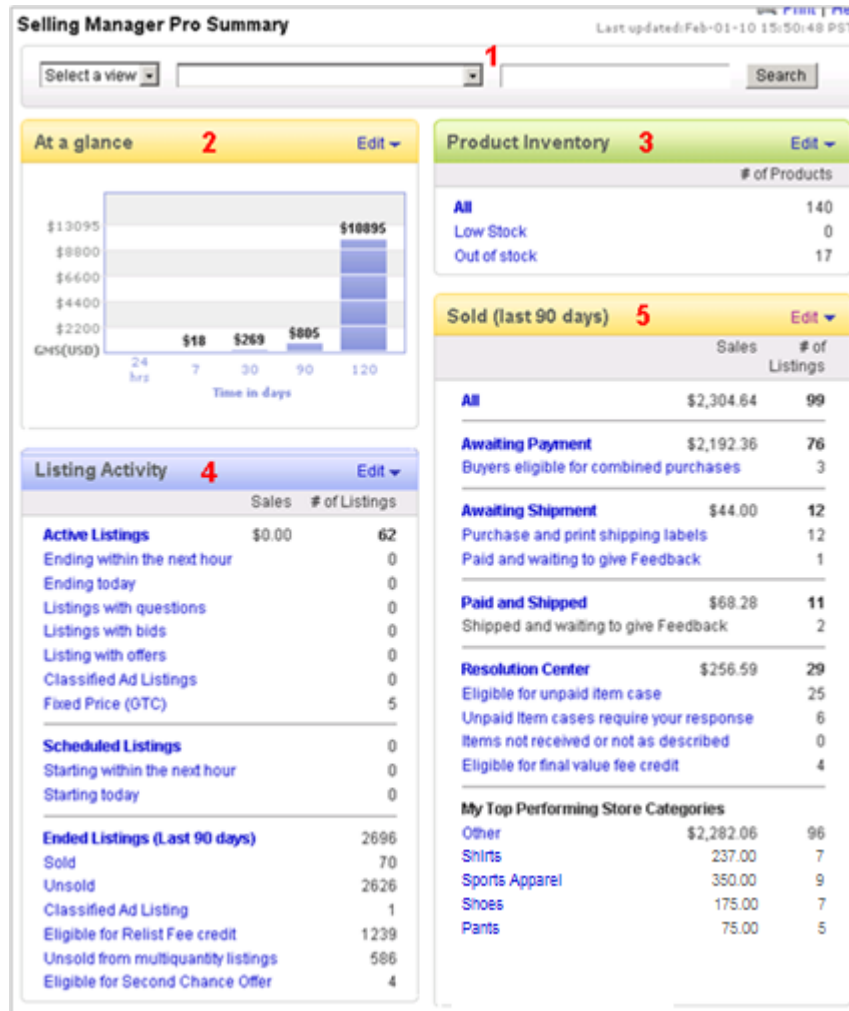 Print | He
Selling Manager Pro Summary
Last updated:Feb-01-10 15:50:48 PST
1
Select a view
Search
At a glance 2 Edit
$13095
$8800
$6600
$4400
$2200
GMS(USD)
$18 $269 $805 $10895
24 hrs 7 30 90 120
Time in days
Product Inventory 3 Edit
# of Products
All 140
Low Stock 0
Out of stock 17
Listing Activity 4 Edit
Sales # of Listings
Active Listings $0.00 62
Ending within the next hour 0
Ending today 0
Listings with questions 0
Listings with bids 0
Listing with offers 0
Classified Ad Listings 0
Fixed Price (GTC) 5
Scheduled Listings 0
Starting within the next hour 0
Starting today 0
Ended Listings (Last 90 days) 2696
Sold 70
Unsold 2626
Classified Ad Listing 1
Eligible for Relist Fee credit 1239
Unsold from multiquantity listings 586
Eligible for Second Chance Offer 4
Sold (last 90 days) 5 Edit
Sales # of Listings
All $2,304.64 99
Awaiting Payment $2,192.36 76
Buyers eligible for combined purchases 3
Awaiting Shipment $44.00 12
Purchase and print shipping labels 12
Paid and waiting to give Feedback 1
Paid and Shipped $68.28 11
Shipped and waiting to give Feedback 2
Resolution Center $256.59 29
Eligible for unpaid item case 25
Unpaid Item cases require your response 6
Items not received or not as described 0
Eligible for final value fee credit 4
My Top Performing Store Categories
Other $2,282.06 96
Shirts 237.00 7
Sports Apparel 350.00 9
Shoes 175.00 7
Pants 75.00 5